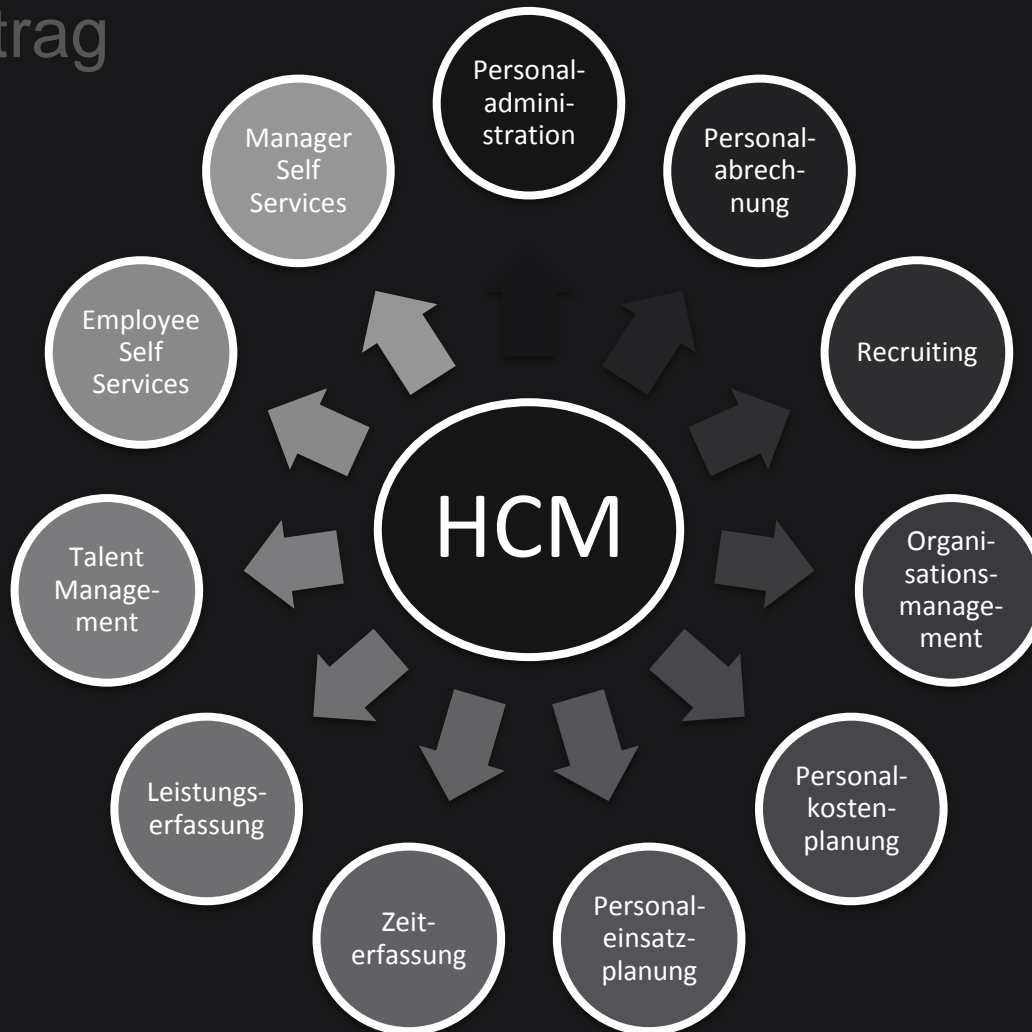 trag
Personal-
admini-
stration
Personal-
abrech-
nung
Recruiting
Organi-
sations-
manage-
ment
Personal-
kosten-
planung
Personal-
einsatz-
planung
Zeit-
erfassung
Leistungs-
erfassung
Talent
Manage-
ment
Employee
Self
Services
Manager
Self
Services
HCM